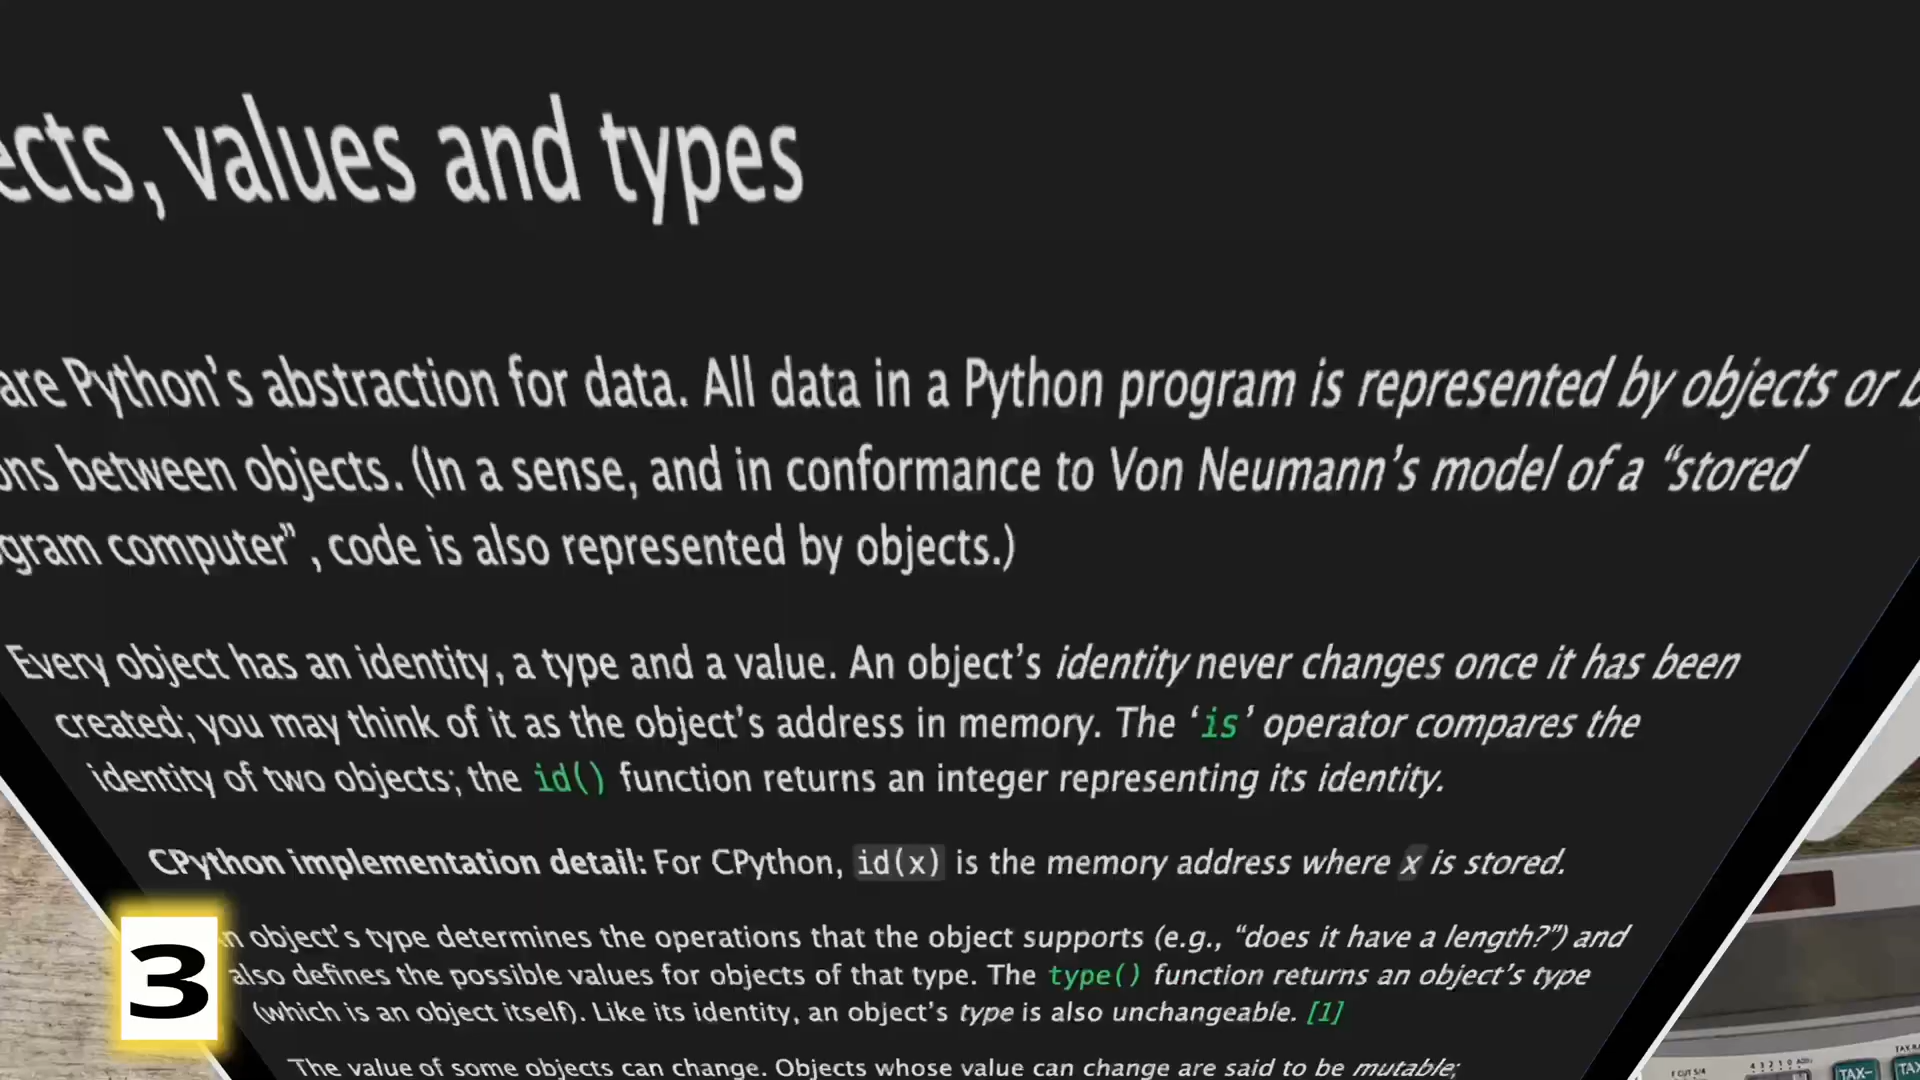 ects, values and types
are Python's abstraction for data. All data in a Python program is represented by objects or b
ons between objects. (In a sense, and in conformance to Von Neumann's model of a “stored
gram computer”, code is also represented by objects.)
Every object has an identity, a type and a value. An object's identity never changes once it has been
created; you may think of it as the object's address in memory. The ‘is’ operator compares the
identity of two objects; the id() function returns an integer representing its identity.
CPython implementation detail: For CPython, id(x) is the memory address where x is stored.
n object's type determines the operations that the object supports (e.g., “does it have a length?”) and
also defines the possible values for objects of that type. The type() function returns an object's type
(which is an object itself). Like its identity, an object's type is also unchangeable. [1]
The value of some objects can change. Objects whose value can change are said to be mutable;
3
TAX-